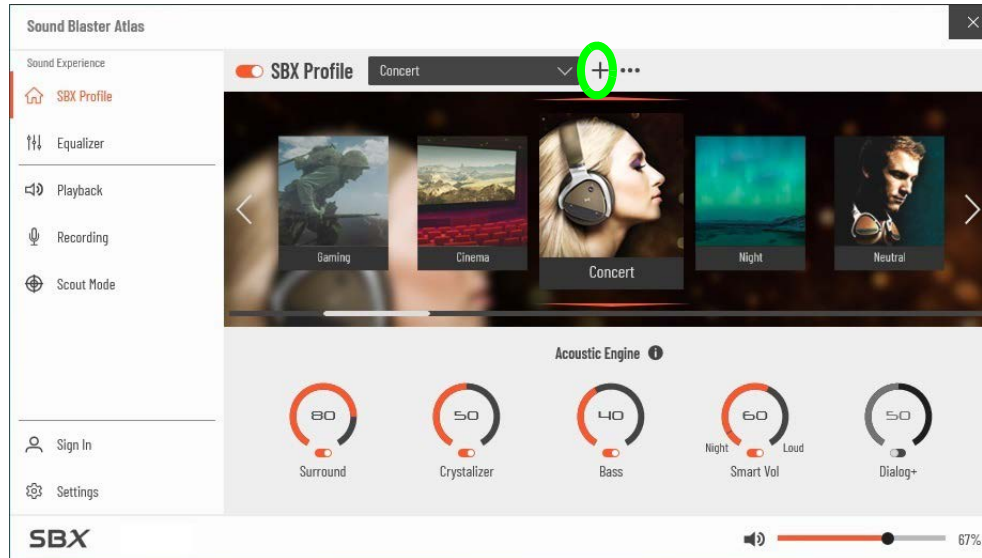 Sound Blaster Atlas
Sound Experience
SBX Profile
Equalizer
Playback
Recording
Scout Mode
Sign In
Settings
SBX
SBX Profile
Concert
Gaming
Cinema
Concert
Night
Neutral
Acoustic Engine
80
Surround
50
Crystalizer
40
Bass
60
Night
Loud
Smart Vol
50
Dialog+
67%